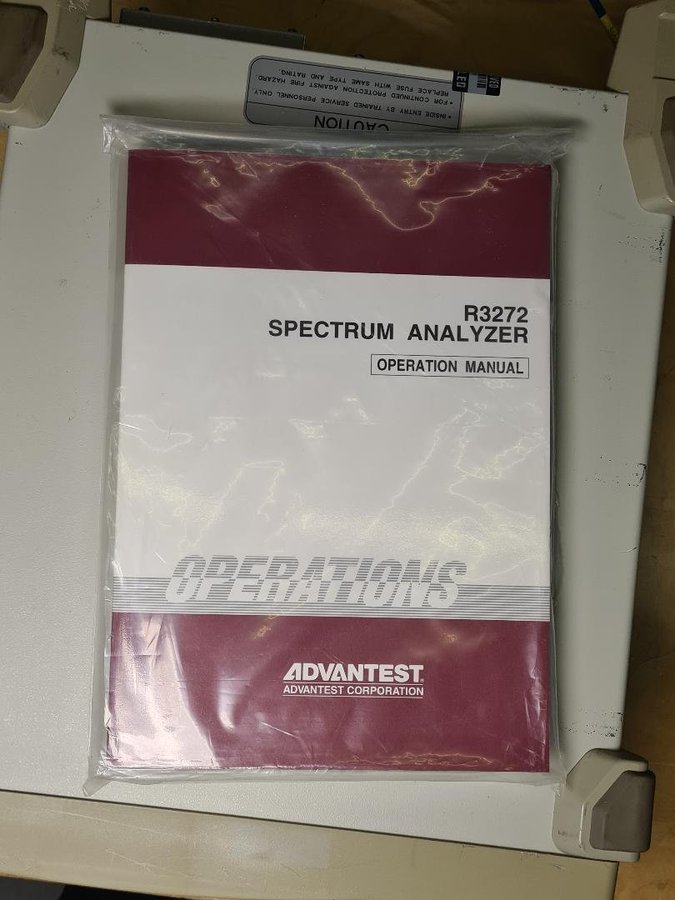 CAUTION
• INSIDE ENTRY BY TRAINED SERVICE PERSONNEL ONLY.
• FOR CONTINUED PROTECTION AGAINST FIRE HAZARD.
REPLACE FUSE WITH SAME TYPE AND RATING
R3272
SPECTRUM ANALYZER
OPERATION MANUAL
OPERATIONS
ADVANTEST®
ADVANTEST CORPORATION